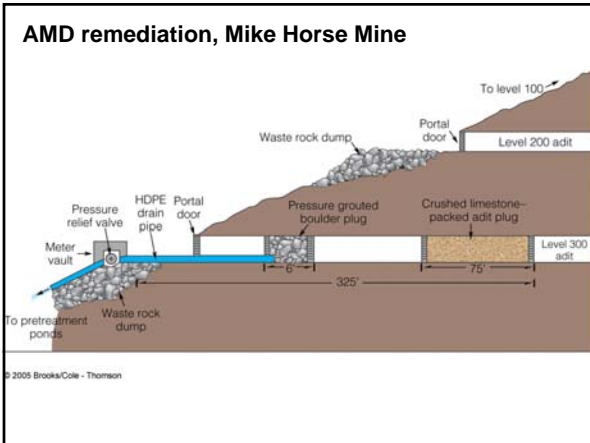 AMD remediation, Mike Horse Mine
To level 100
Portal
door
Level 200 adit
Waste rock dump
Pressure
relief valve
HDPE
drain
pipe
Portal
door
Pressure grouted
boulder plug
Crushed limestone–
packed adit plug
Meter
vault
Level 300
adit
6'
75'
325'
To pretreatment
ponds
Waste rock
dump
© 2005 Brooks/Cole - Thomson